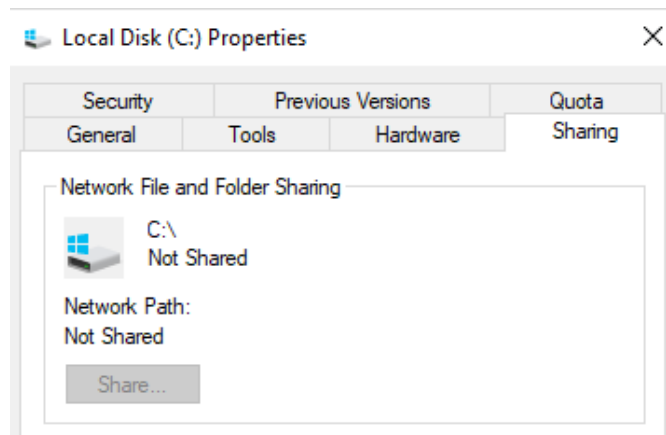 Local Disk (C:) Properties
Security Previous Versions Quota
General Tools Hardware Sharing
Network File and Folder Sharing
C:\
Not Shared
Network Path:
Not Shared
Share...